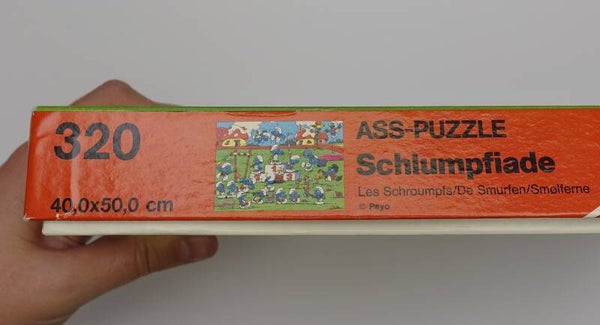 320
40,0x50,0 cm
ASS-PUZZLE
Schlumpfiade
Les Schroumpfs/De Smurfen/Smølferne
© Peyo